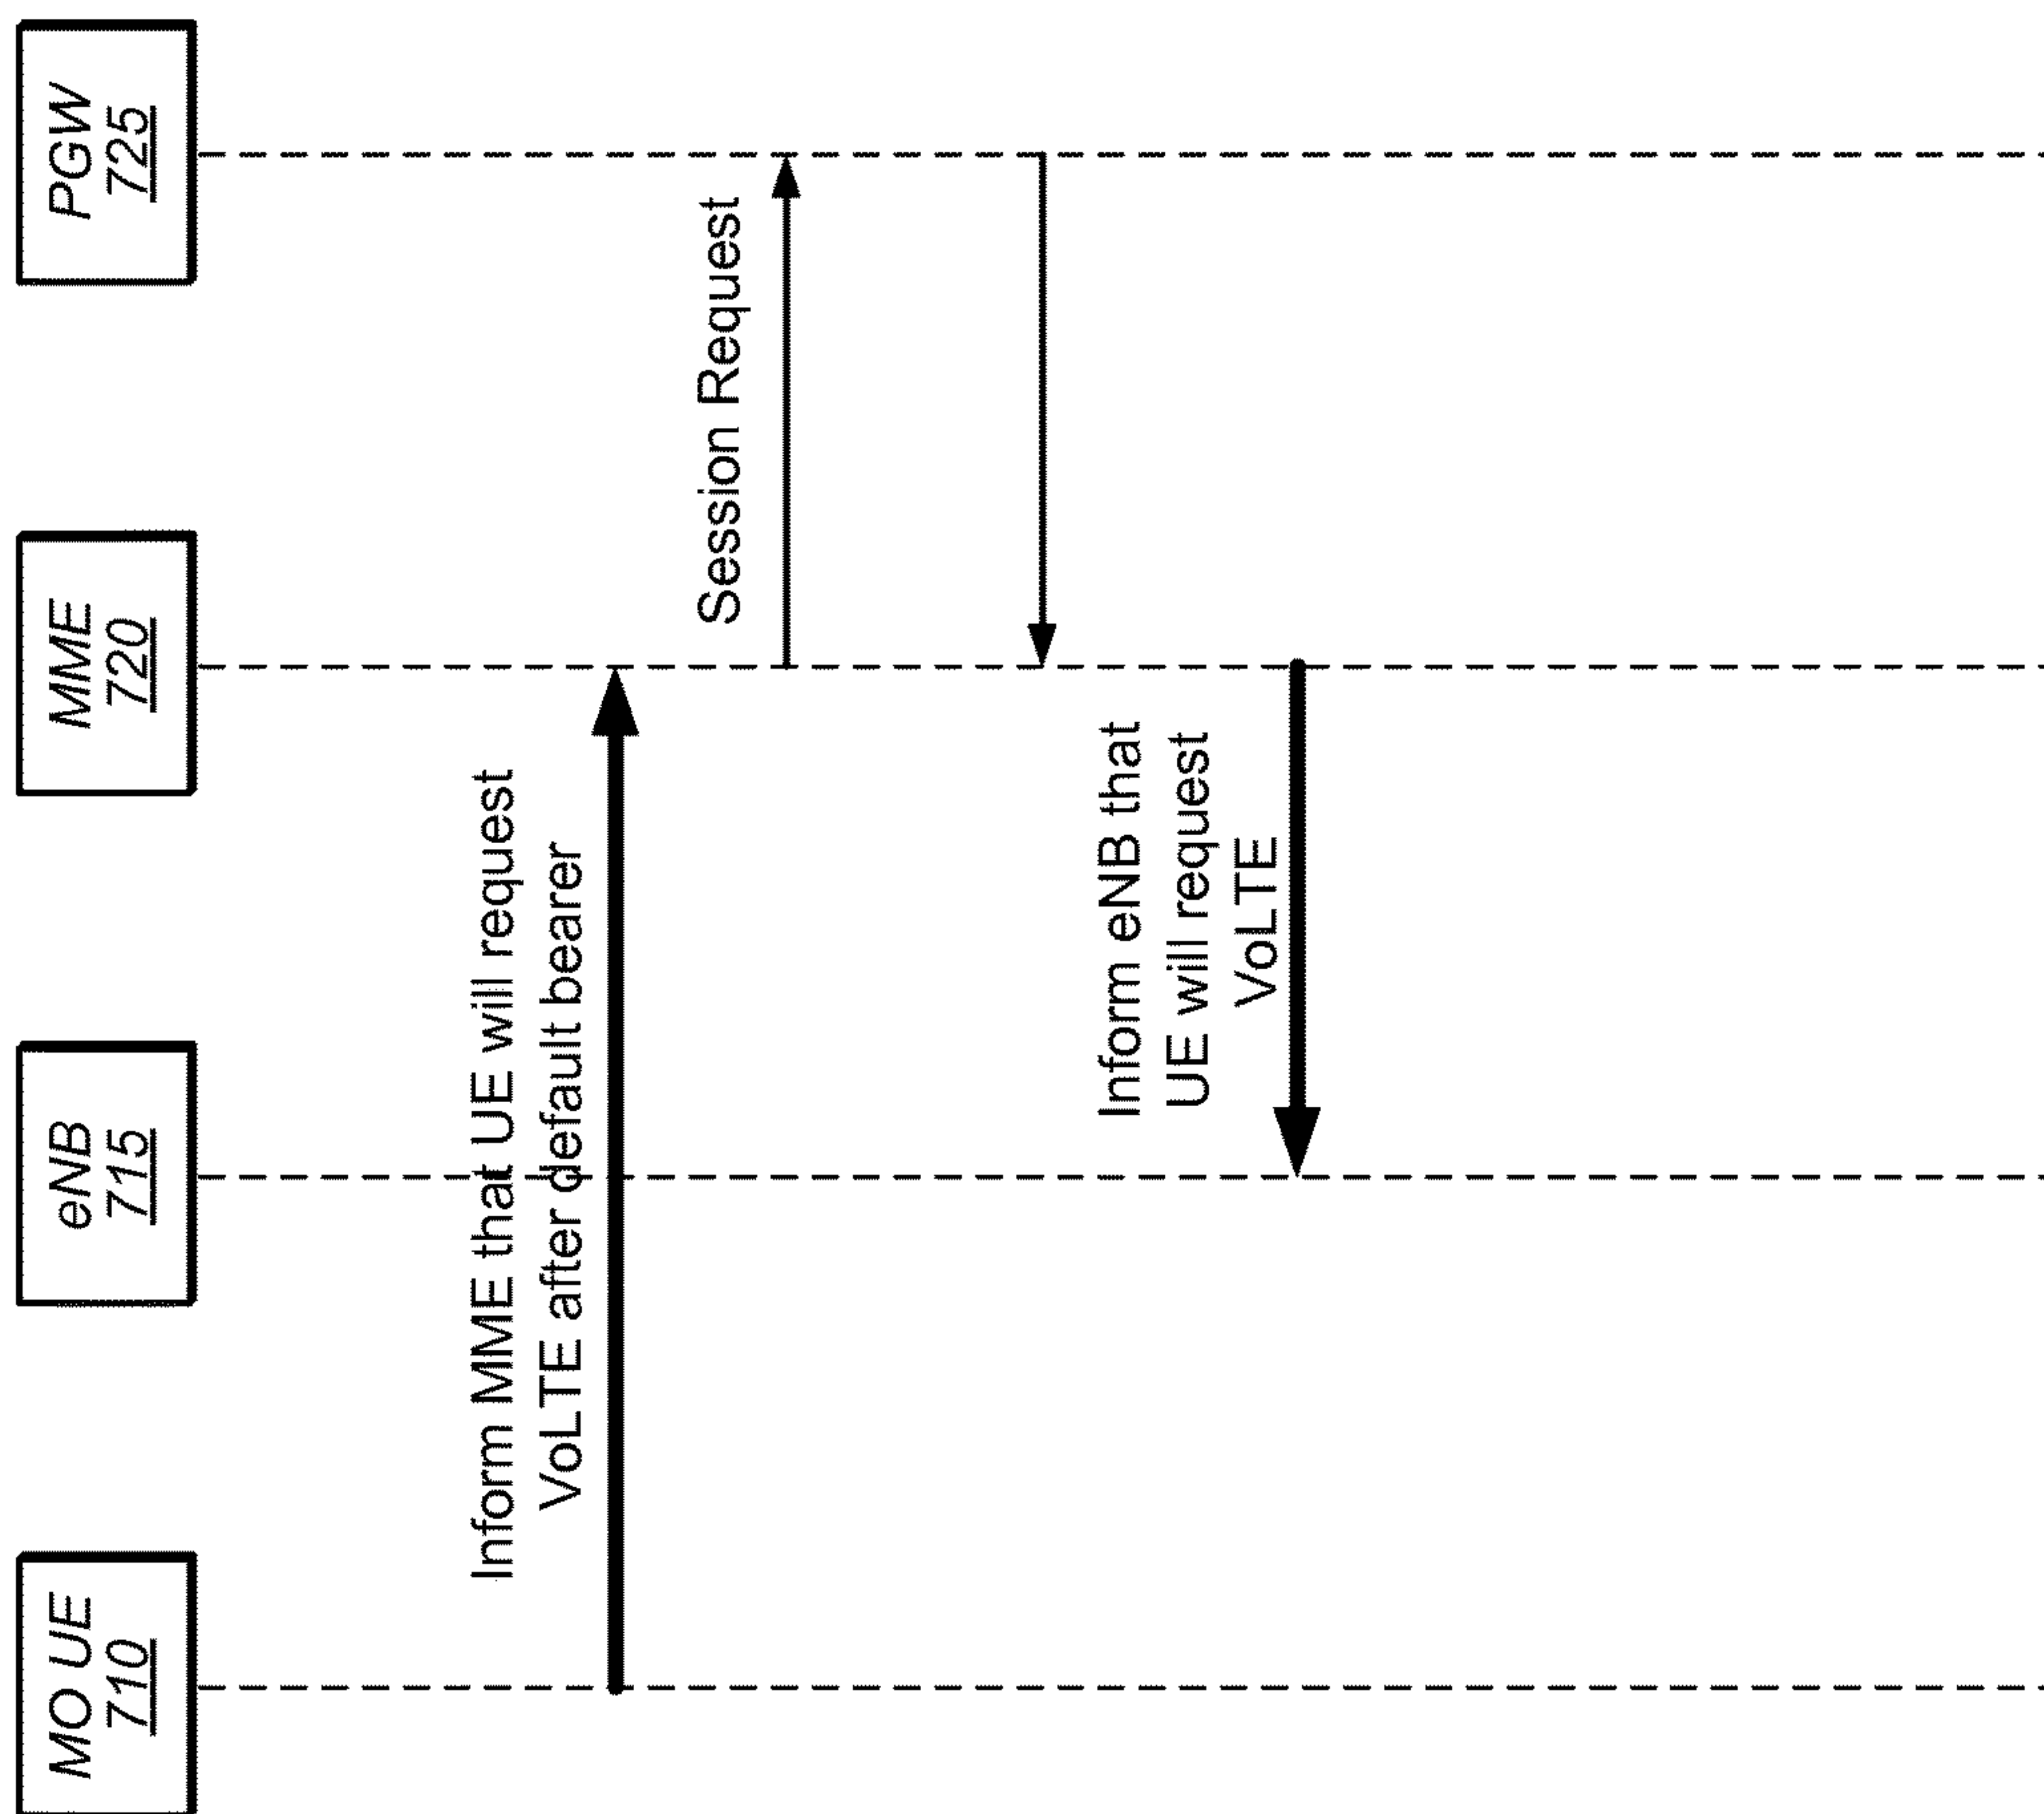 MO UE
710
eNB
715
MME
720
PGW
725
Inform MME that UE will request
VoLTE after default bearer
Session Request
Inform eNB that
UE will request
VoLTE